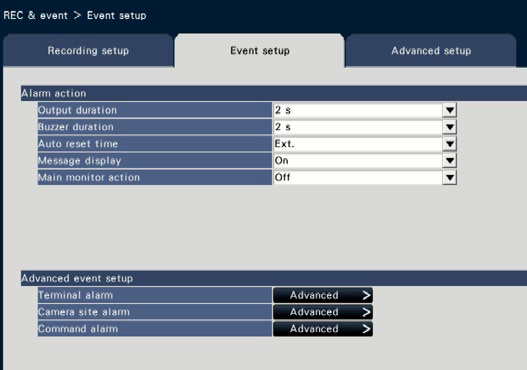 REC & event > Event setup
Recording setup Event setup Advanced setup
Alarm action
Output duration 2 s
Buzzer duration 2 s
Auto reset time Ext.
Message display On
Main monitor action Off
Advanced event setup
Terminal alarm Advanced >
Camera site alarm Advanced >
Command alarm Advanced >